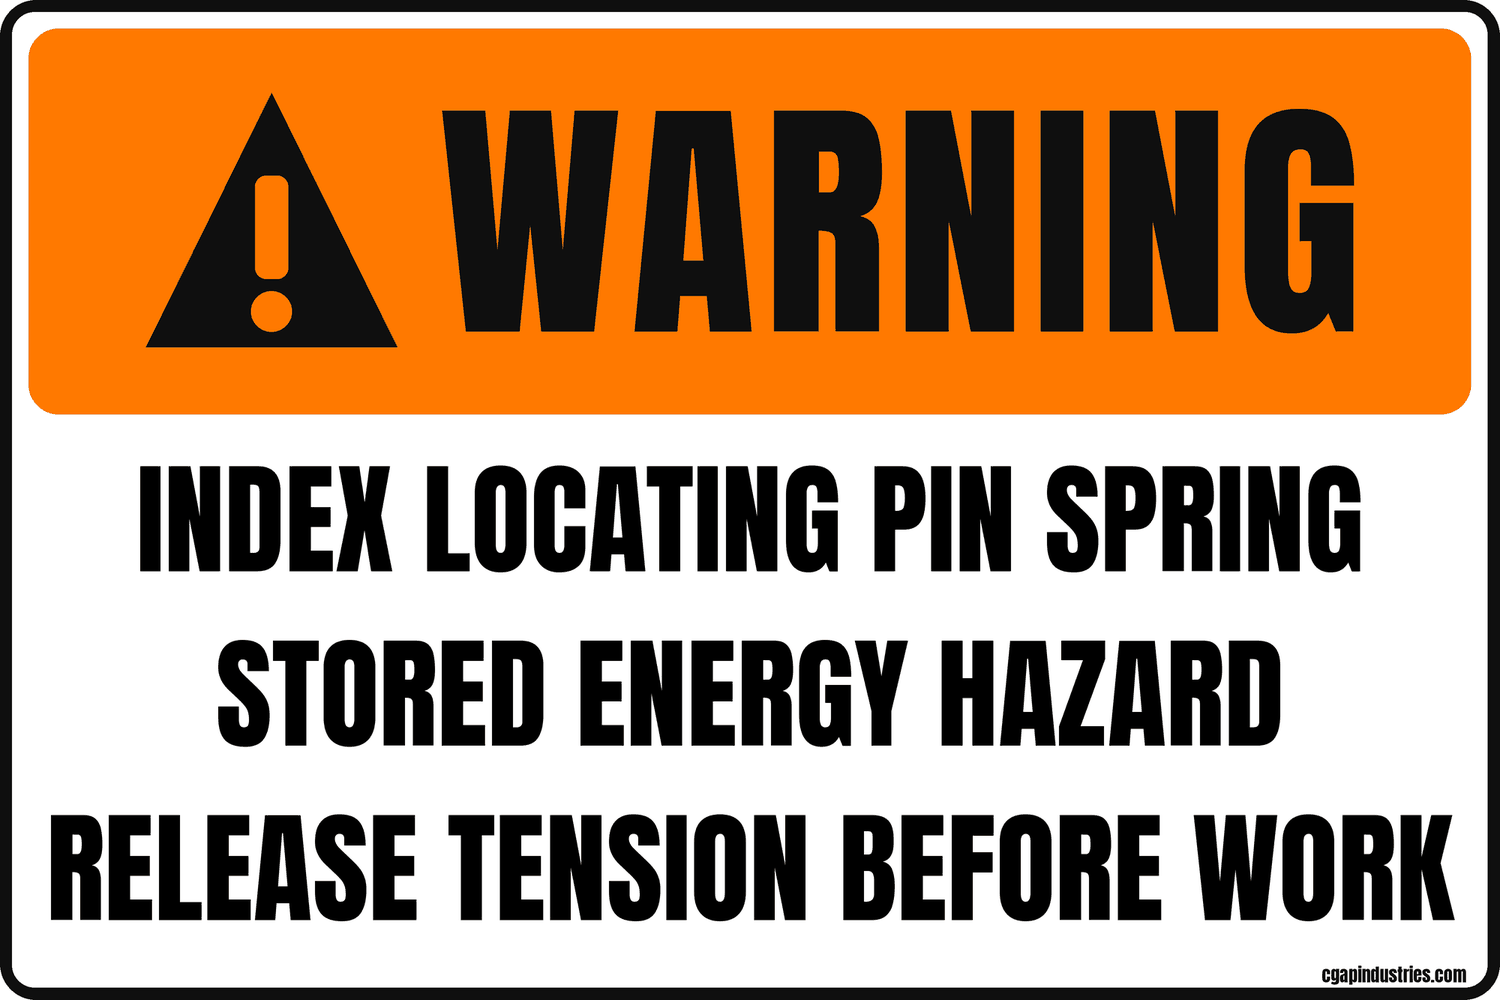 WARNING
INDEX LOCATING PIN SPRING
STORED ENERGY HAZARD
RELEASE TENSION BEFORE WORK
cgapindustries.com